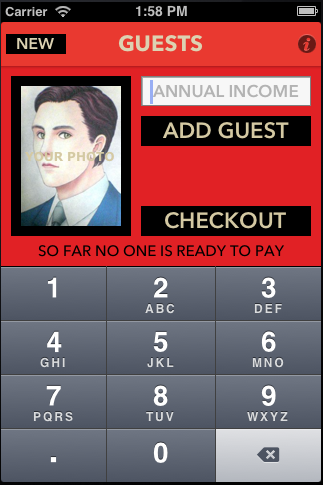 Carrier 1:58 PM
NEW GUESTS i
ANNUAL INCOME
YOUR PHOTO
ADD GUEST
CHECKOUT
SO FAR NO ONE IS READY TO PAY
1 2 3
ABC DEF
4 5 6
GHI JKL MNO
7 8 9
PQRS TUV WXYZ
. 0